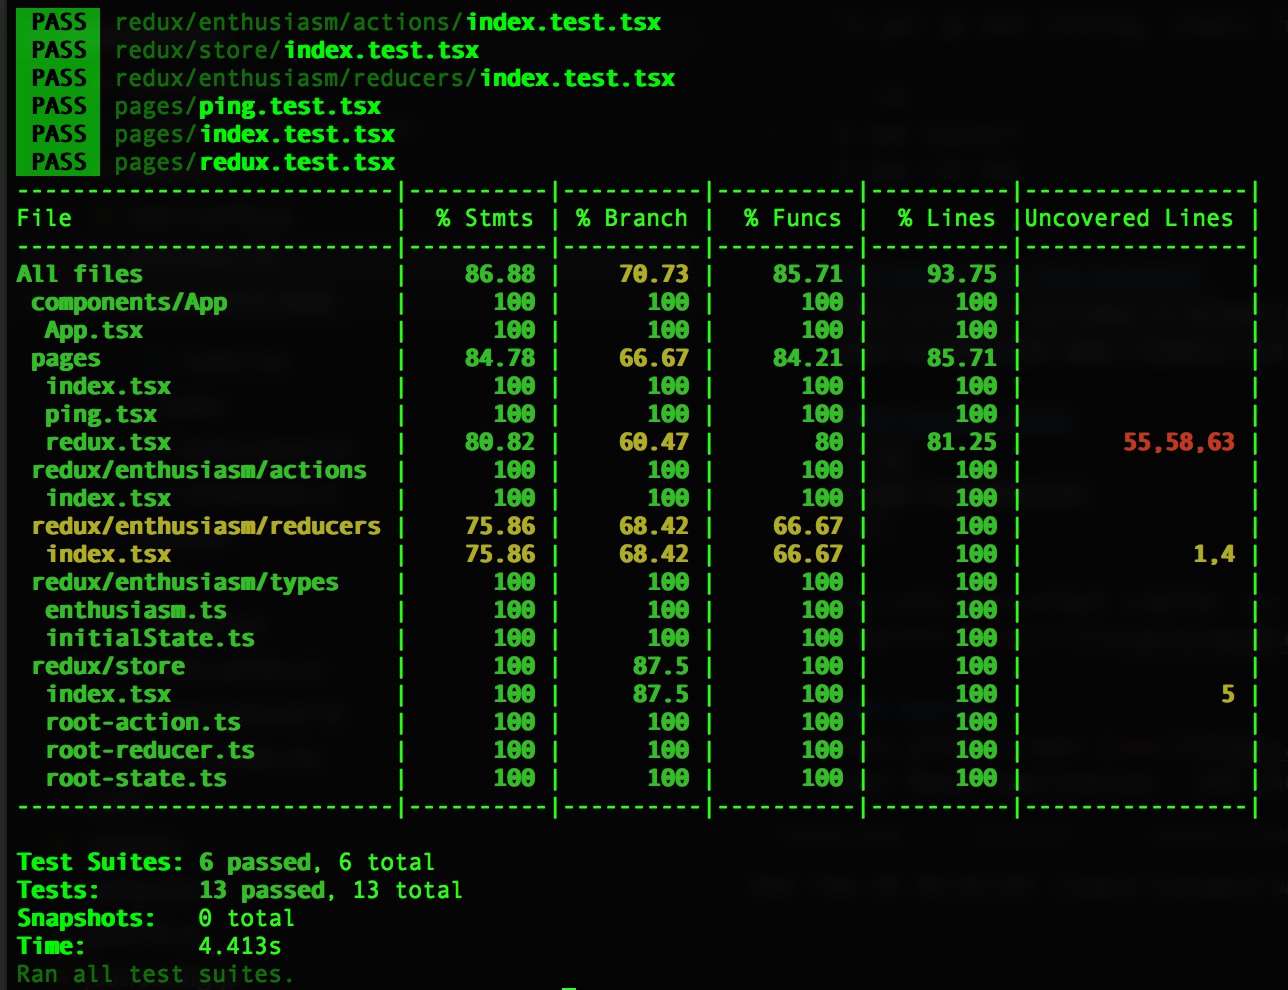 PASS redux/enthusiasm/actions/index.test.tsx
PASS redux/store/index.test.tsx
PASS redux/enthusiasm/reducers/index.test.tsx
PASS pages/ping.test.tsx
PASS pages/index.test.tsx
PASS pages/redux.test.tsx
---------------------------|----------|----------|----------|----------|----------------|
File                       |  % Stmts | % Branch |  % Funcs |  % Lines |Uncovered Lines |
---------------------------|----------|----------|----------|----------|----------------|
All files                  |    86.88 |    70.73 |    85.71 |    93.75 |                |
 components/App            |      100 |      100 |      100 |      100 |                |
  App.tsx                  |      100 |      100 |      100 |      100 |                |
 pages                     |    84.78 |    66.67 |    84.21 |    85.71 |                |
  index.tsx                |      100 |      100 |      100 |      100 |                |
  ping.tsx                 |      100 |      100 |      100 |      100 |                |
  redux.tsx                |    80.82 |    60.47 |       80 |    81.25 |       55,58,63 |
 redux/enthusiasm/actions  |      100 |      100 |      100 |      100 |                |
  index.tsx                |      100 |      100 |      100 |      100 |                |
 redux/enthusiasm/reducers |    75.86 |    68.42 |    66.67 |      100 |                |
  index.tsx                |    75.86 |    68.42 |    66.67 |      100 |            1,4 |
 redux/enthusiasm/types    |      100 |      100 |      100 |      100 |                |
  enthusiasm.ts            |      100 |      100 |      100 |      100 |                |
  initialState.ts          |      100 |      100 |      100 |      100 |                |
 redux/store               |      100 |     87.5 |      100 |      100 |                |
  index.tsx                |      100 |     87.5 |      100 |      100 |              5 |
  root-action.ts           |      100 |      100 |      100 |      100 |                |
  root-reducer.ts          |      100 |      100 |      100 |      100 |                |
  root-state.ts            |      100 |      100 |      100 |      100 |                |
---------------------------|----------|----------|----------|----------|----------------|
Test Suites: 6 passed, 6 total
Tests:       13 passed, 13 total
Snapshots:   0 total
Time:        4.413s
Ran all test suites.